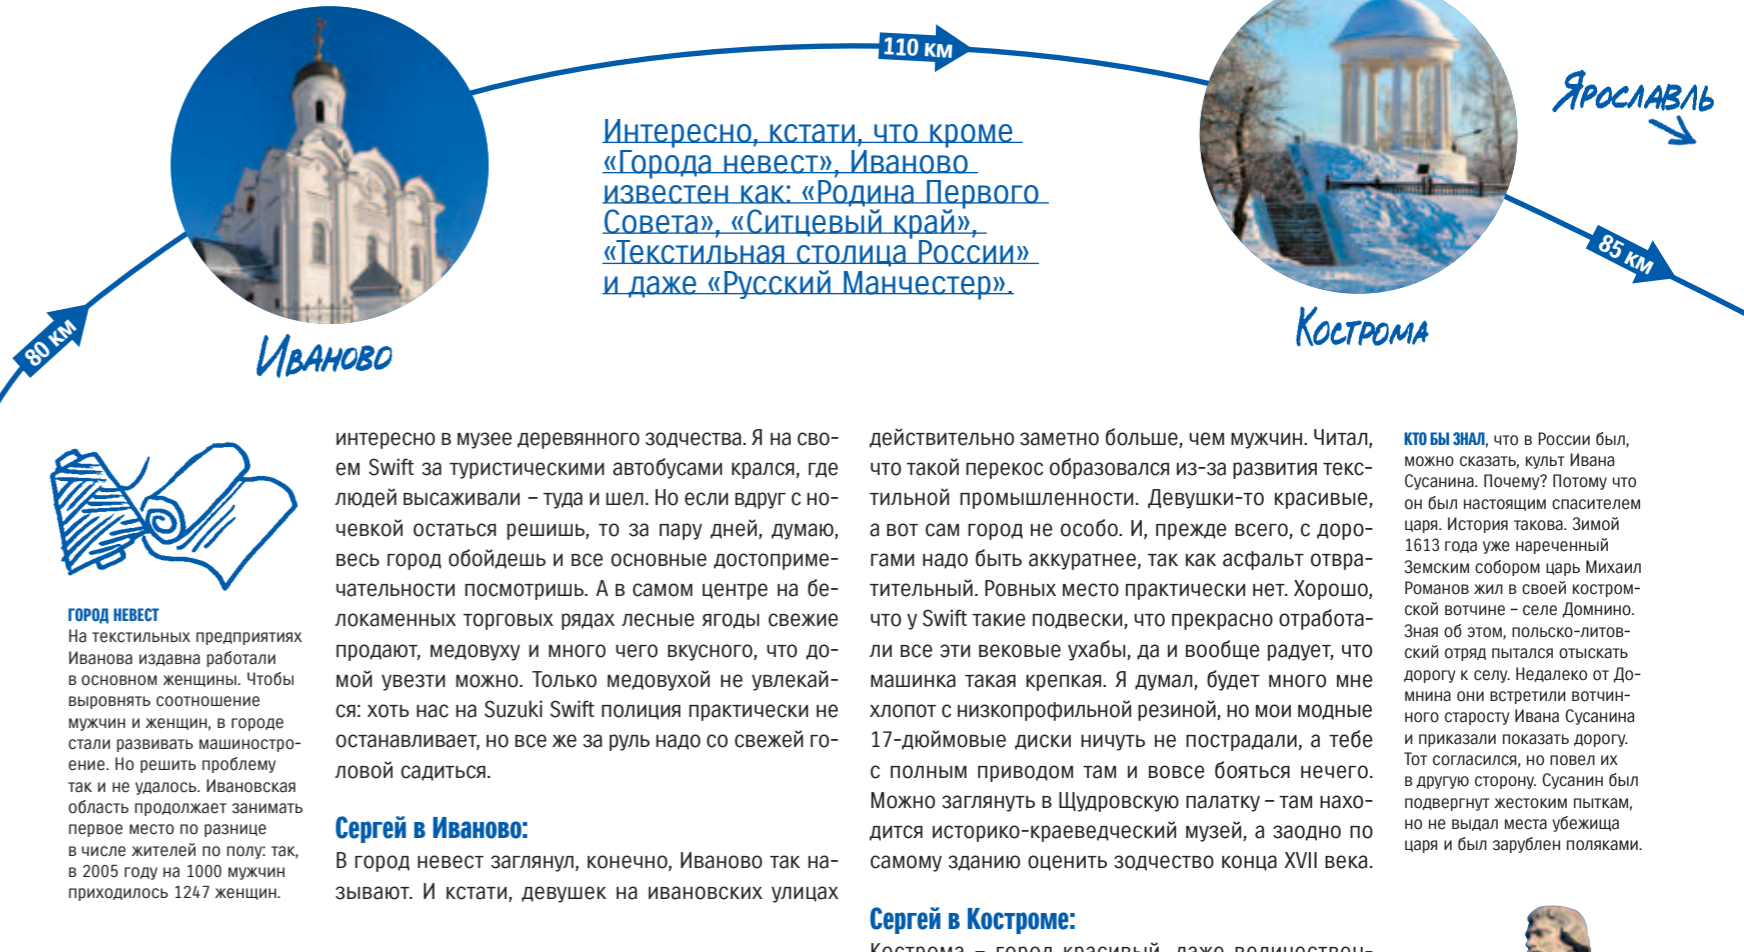 110 км
Ярославль
Интересно, кстати, что кроме
«Города невест», Иваново
известен как: «Родина Первого
Совета», «Ситцевый край»,
«Текстильная столица России»
и даже «Русский Манчестер».
85 км
80 км
Иваново
Кострома
ГОРОД НЕВЕСТ
На текстильных предприятиях
Иванова издавна работали
в основном женщины. Чтобы
выровнять соотношение
мужчин и женщин, в городе
стали развивать машинострo-
ение. Но решить проблему
так и не удалось. Ивановская
область продолжает занимать
первое место по разнице
в числе жителей по полу: так,
в 2005 году на 1000 мужчин
приходилось 1247 женщин.
интересно в музее деревянного зодчества. Я на сво-
ем Swift за туристическими автобусами крался, где
людей высаживали – туда и шел. Но если вдруг с но-
чевкой остаться решишь, то за пару дней, думаю,
весь город обойдешь и все основные достоприме-
чательности посмотришь. А в самом центре на бе-
локаменных торговых рядах лесные ягоды свежие
продают, медовуху и много чего вкусного, что до-
мой увезти можно. Только медовухой не увлекай-
ся: хоть нас на Suzuki Swift полиция практически не
останавливает, но все же за руль надо со свежей го-
ловой садиться.
Сергей в Иваново:
В город невест заглянул, конечно, Иваново так на-
зывают. И кстати, девушек на ивановских улицах
действительно заметно больше, чем мужчин. Читал,
что такой перекос образовался из-за развития текс-
тильной промышленности. Девушки-то красивые,
а вот сам город не особо. И, прежде всего, с доро-
гами надо быть аккуратнее, так как асфальт отвра-
тительный. Ровных место практически нет. Хорошо,
что у Swift такие подвески, что прекрасно отработа-
ли все эти вековые ухабы, да и вообще радует, что
машинка такая крепкая. Я думал, будет много мне
хлопот с низкопрофильной резиной, но мои модные
17-дюймовые диски ничуть не пострадали, а тебе
с полным приводом там и вовсе бояться нечего.
Можно заглянуть в Щудровскую палатку – там нахо-
дится историко-краеведческий музей, а заодно по
самому зданию оценить зодчество конца XVII века.
Сергей в Костроме:
Кострома – город красивый, даже величествен-
КТО БЫ ЗНАЛ, что в России был,
можно сказать, культ Ивана
Сусанина. Почему? Потому что
он был настоящим спасителем
царя. История такова. Зимой
1613 года уже нареченный
Земским собором царь Михаил
Романов жил в своей костром-
ской вотчине – селе Домнино.
Зная об этом, польско-литов-
ский отряд пытался отыскать
дорогу к селу. Недалеко от До-
мнина они встретили вотчин-
ного старосту Ивана Сусанина
и приказали показать дорогу.
Тот согласился, но повел их
в другую сторону. Сусанин был
подвергнут жестоким пыткам,
но не выдал места убежища
царя и был зарублен поляками.